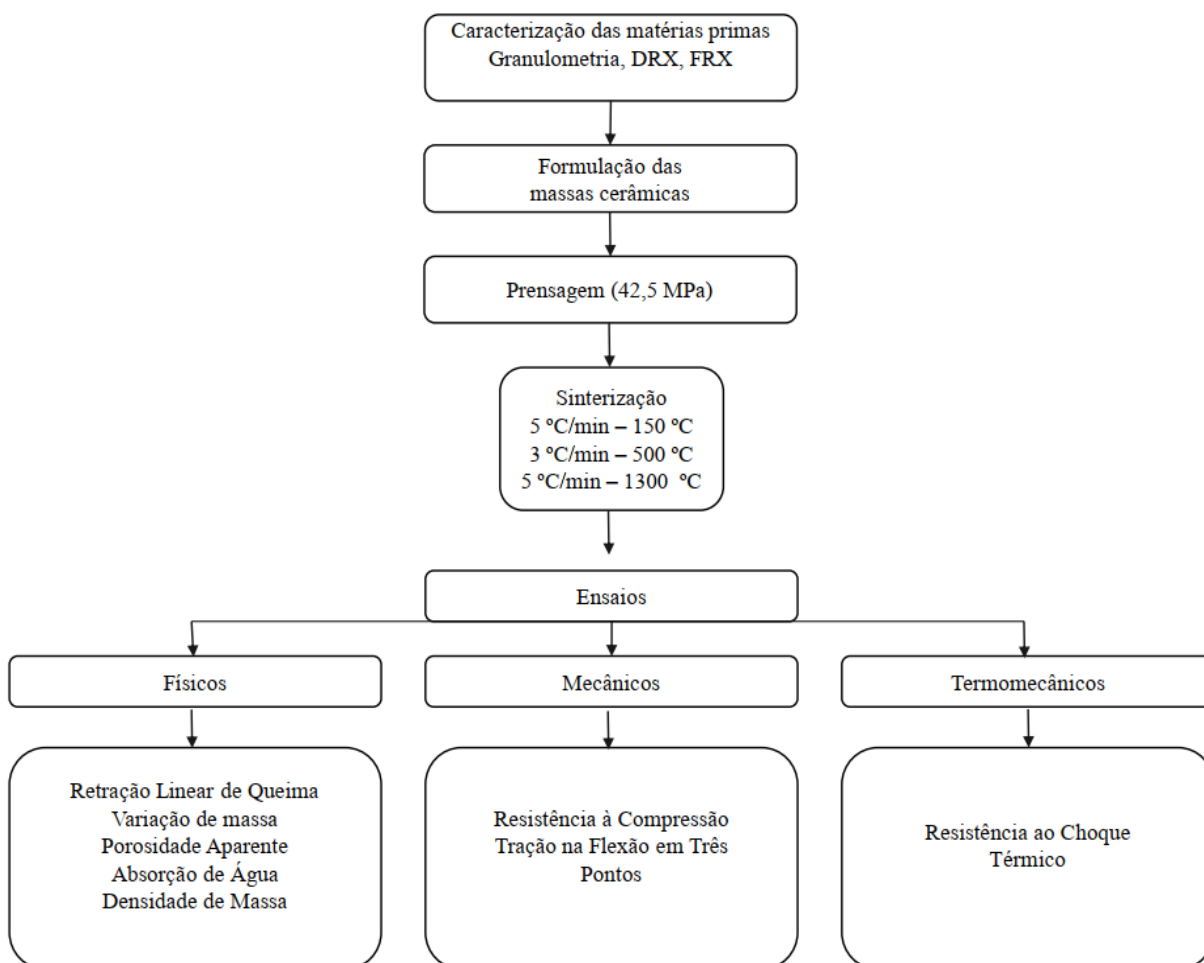 Caracterização das matérias primas
Granulometria, DRX, FRX
Formulação das
massas cerâmicas
Prensagem (42,5 MPa)
Sinterização
5 ºC/min – 150 ºC
3 ºC/min – 500 ºC
5 ºC/min – 1300 ºC
Ensaios
Físicos
Mecânicos
Termomecânicos
Retração Linear de Queima
Variação de massa
Porosidade Aparente
Absorção de Água
Densidade de Massa
Resistência à Compressão
Tração na Flexão em Três
Pontos
Resistência ao Choque
Térmico